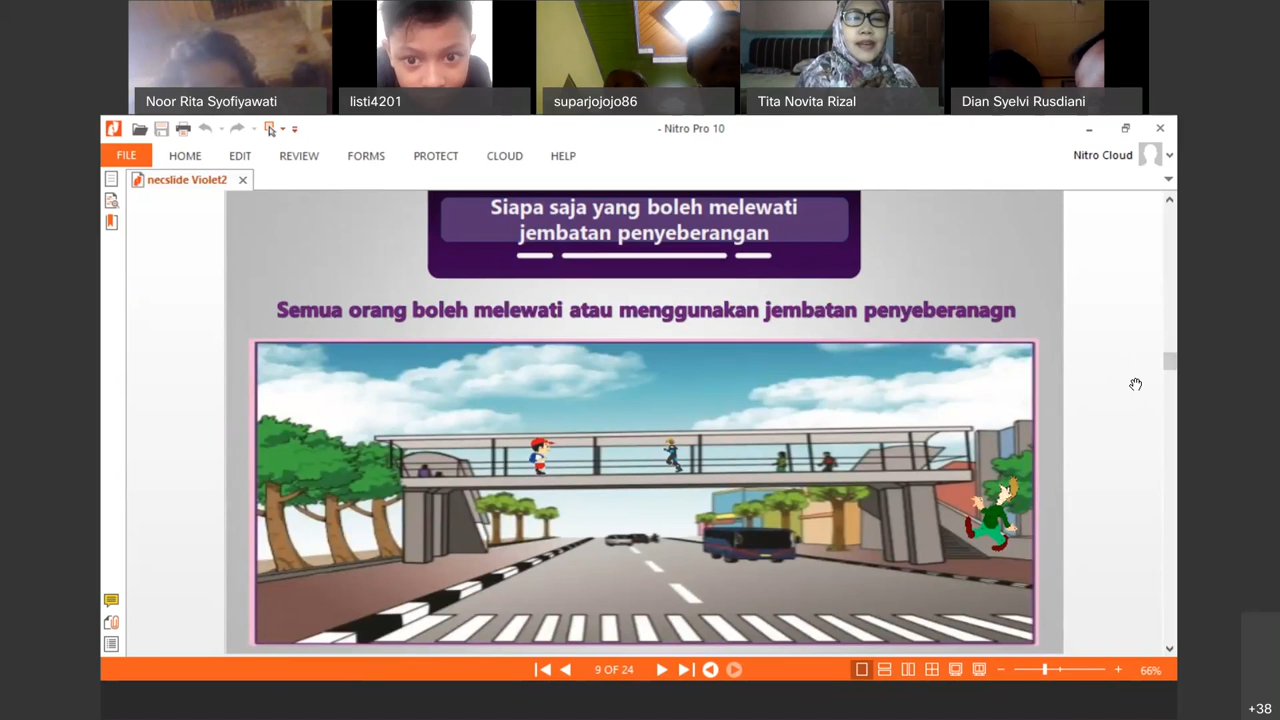 Noor Rita Syofiyawati
listi4201
suparjojojo86
Tita Novita Rizal
Dian Syelvi Rusdiani
- Nitro Pro 10
FILE
HOME
EDIT
REVIEW
FORMS
PROTECT
CLOUD
HELP
Nitro Cloud
necslide Violet2
Siapa saja yang boleh melewati
jembatan penyeberangan
Semua orang boleh melewati atau menggunakan jembatan penyeberanagn
9 OF 24
66%
+38